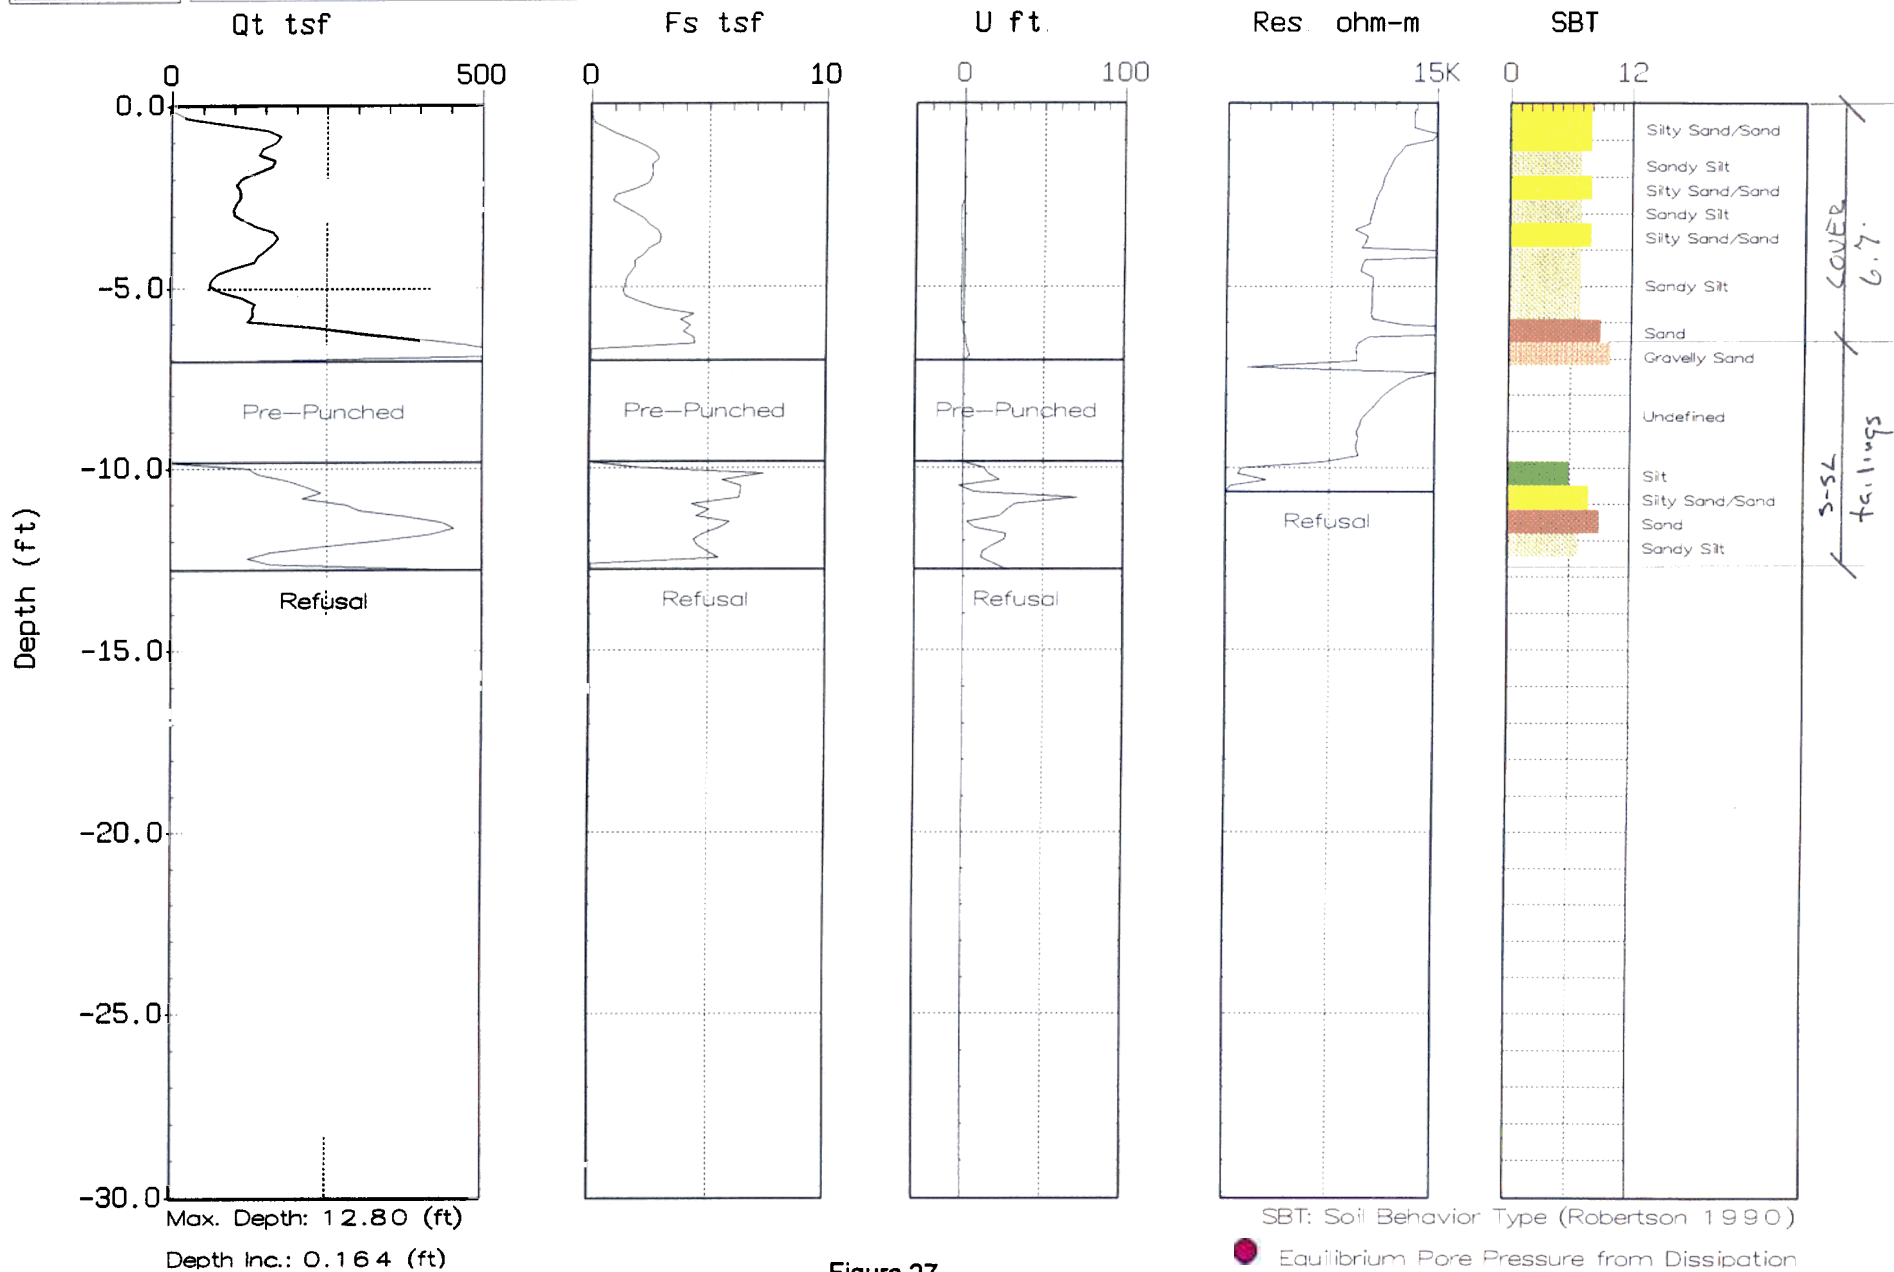 Qt tsf
Fs tsf
U ft.
Res. ohm-m
SBT
0 500
0 10
0 100
15K
0 12
0.0
-5.0
-10.0
-15.0
-20.0
-25.0
-30.0
Depth (ft)
Pre-Punched
Refusal
Pre-Punched
Refusal
Pre-Punched
Refusal
Refusal
Silty Sand/Sand
Sandy Silt
Silty Sand/Sand
Sandy Silt
Silty Sand/Sand
Sandy Silt
Sand
Gravelly Sand
Undefined
Silt
Silty Sand/Sand
Sand
Sandy Silt
COVER
S-SL
tailings
Max. Depth: 12.80 (ft)
Depth Inc.: 0.164 (ft)
SBT: Soil Behavior Type (Robertson 1990)
Equilibrium Pore Pressure from Dissipation
Figure 27